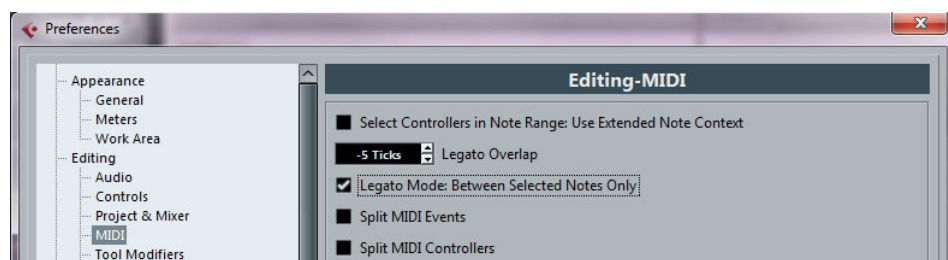 Preferences
Appearance
General
Meters
Work Area
Editing
Audio
Controls
Project & Mixer
MIDI
Tool Modifiers
Editing-MIDI
Select Controllers in Note Range: Use Extended Note Context
-5 Ticks Legato Overlap
Legato Mode: Between Selected Notes Only
Split MIDI Events
Split MIDI Controllers